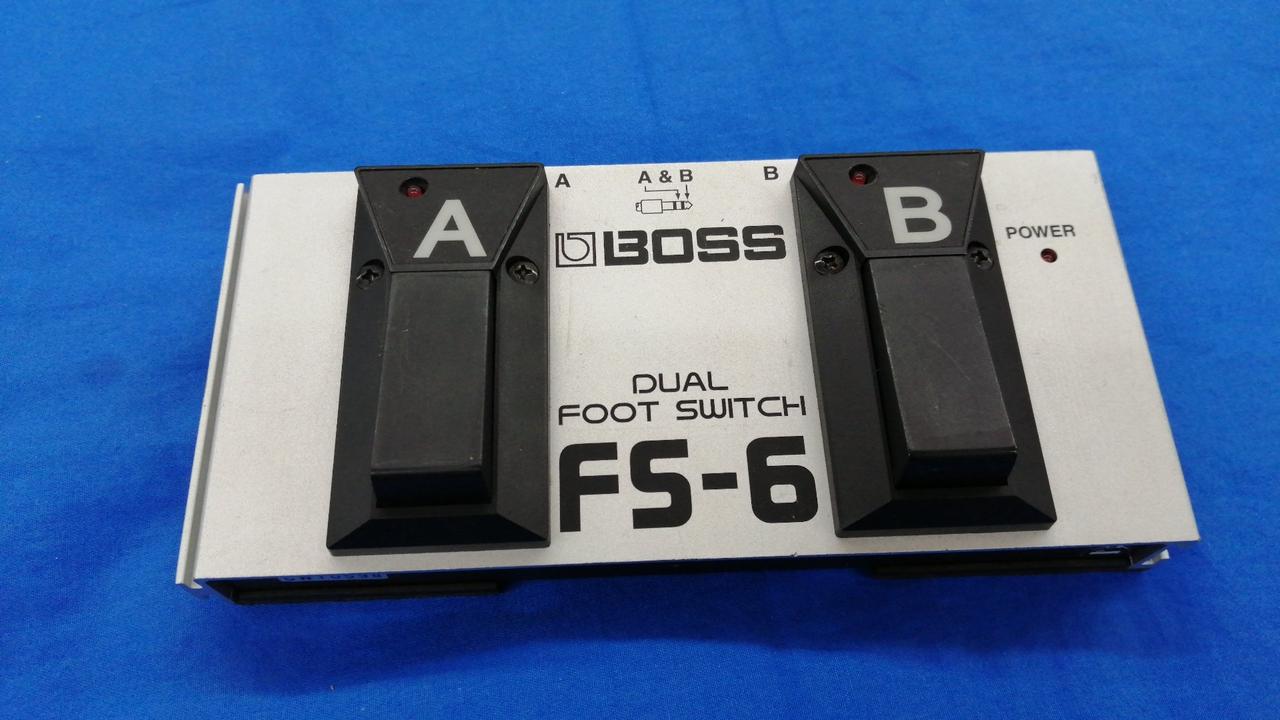 A
A & B
B
A
B
BOSS
POWER
DUAL
FOOT SWITCH
FS-6